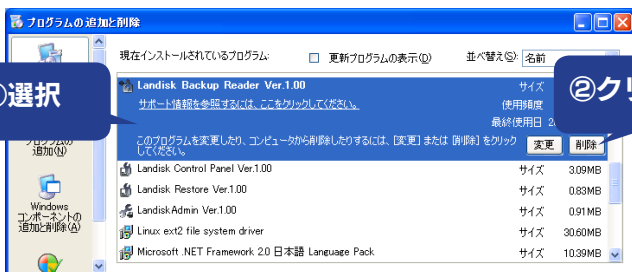 プログラムの追加と削除
現在インストールされているプログラム:
更新プログラムの表示(D)
並べ替え(S):
名前
①選択
Landisk Backup Reader Ver.1.00
サイズ
②クリ
サポート情報を参照するには、ここをクリックしてください。
使用頻度
最終使用日
このプログラムを変更したり、コンピュータから削除したりするには、[変更] または [削除] をクリックしてください。
変更
削除
プログラムの
追加(N)
Landisk Control Panel Ver.1.00
サイズ
3.09MB
Landisk Restore Ver.1.00
サイズ
0.83MB
Windows
コンポーネントの
追加と削除(A)
LandiskAdmin Ver.1.00
サイズ
0.91MB
Linux ext2 file system driver
サイズ
30.60MB
Microsoft .NET Framework 2.0 日本語 Language Pack
サイズ
10.39MB